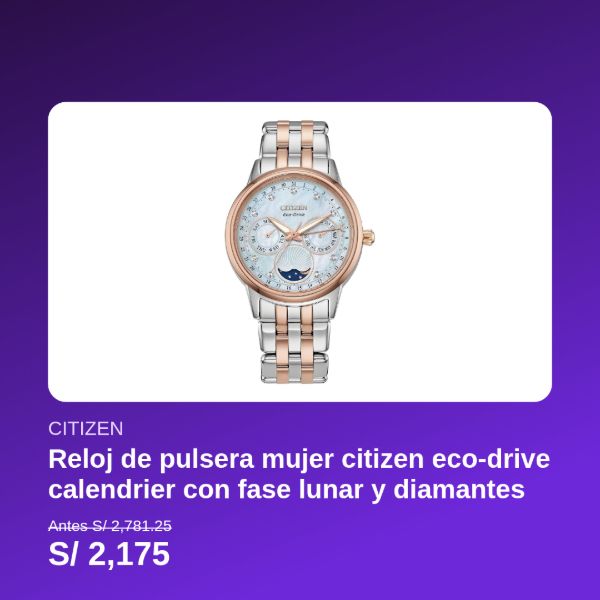 CITIZEN
Eco-Drive
CITIZEN
Reloj de pulsera mujer citizen eco-drive
calendrier con fase lunar y diamantes
Antes S/ 2,781.25
S/ 2,175